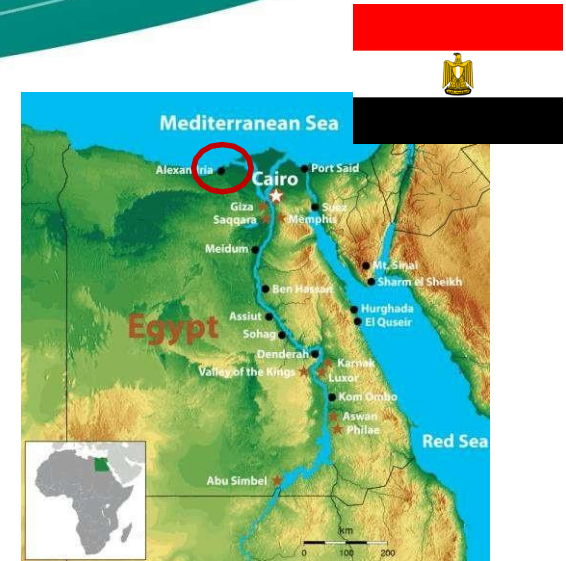 Mediterranean Sea
Alexandria
Port Said
Cairo
Giza
Suez
Saqqara
Memphis
Meidum
Mt. Sinai
Sharm el Sheikh
Ben Hassan
Hurghada
Assiut
El Quseir
Egypt
Sohag
Denderah
Karnak
Valley of the Kings
Luxor
Kom Ombo
Aswan
Philae
Red Sea
Abu Simbel
km
0 100 200